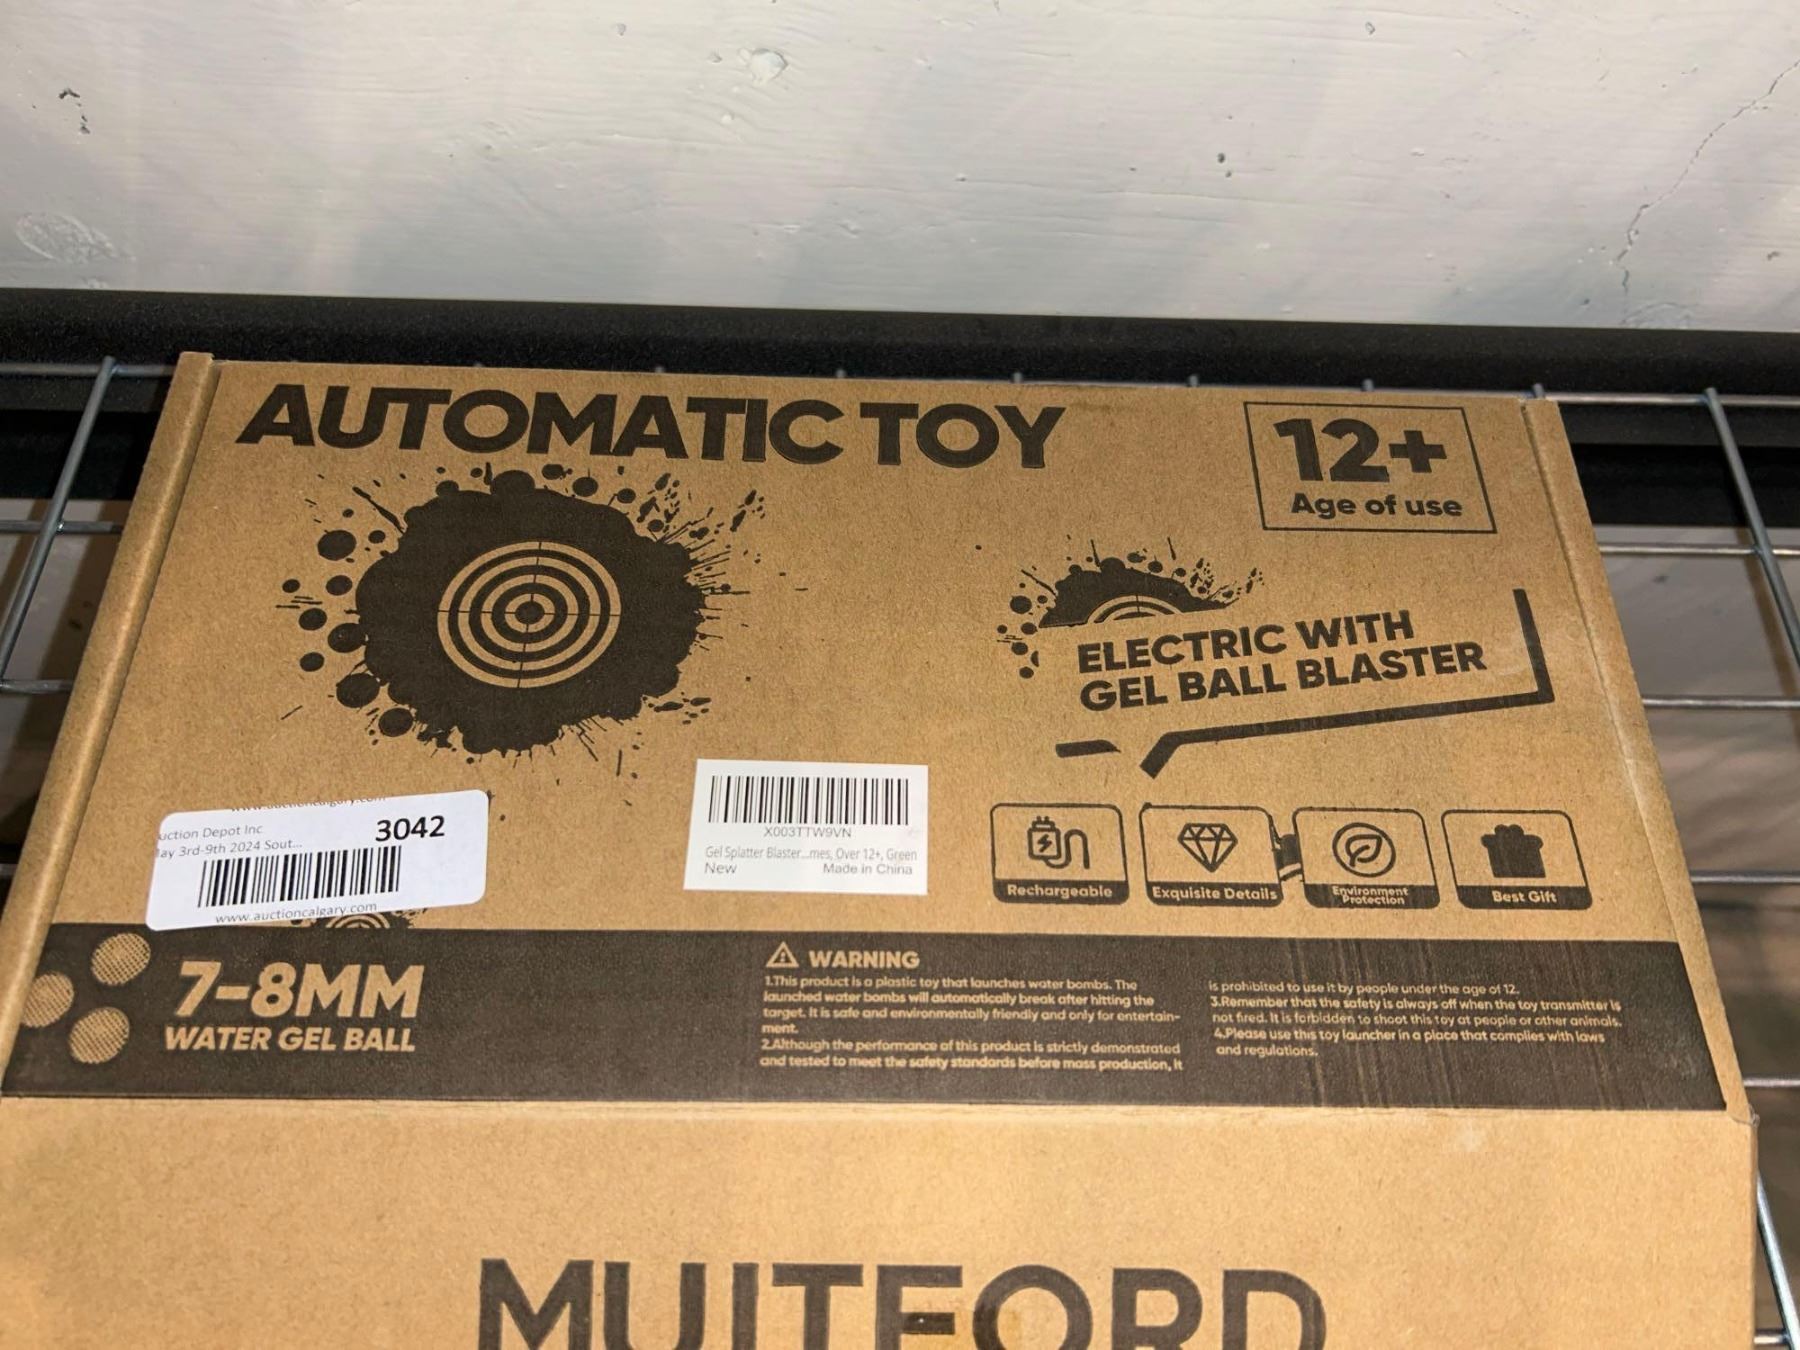 AUTOMATIC TOY
12+
Age of use
ELECTRIC WITH
GEL BALL BLASTER
Rechargeable
Exquisite Details
Environment
Protection
Best Gift
www.auctioncalgary.com
uction Depot Inc
ay 3rd-9th 2024 Sout...
3042
www.auctioncalgary.com
X003TTW9VN
Gel Splatter Blaster...mes, Over 12+, Green
New Made in China
7-8MM
WATER GEL BALL
WARNING
1.This product is a plastic toy that launches water bombs. The
launched water bombs will automatically break after hitting the
target. It is safe and environmentally friendly and only for entertain-
ment.
2.Although the performance of this product is strictly demonstrated
and tested to meet the safety standards before mass production, it
is prohibited to use it by people under the age of 12.
3.Remember that the safety is always off when the toy transmitter is
not fired. It is forbidden to shoot this toy at people or other animals.
4.Please use this toy launcher in a place that complies with laws
and regulations.
MUITFORD